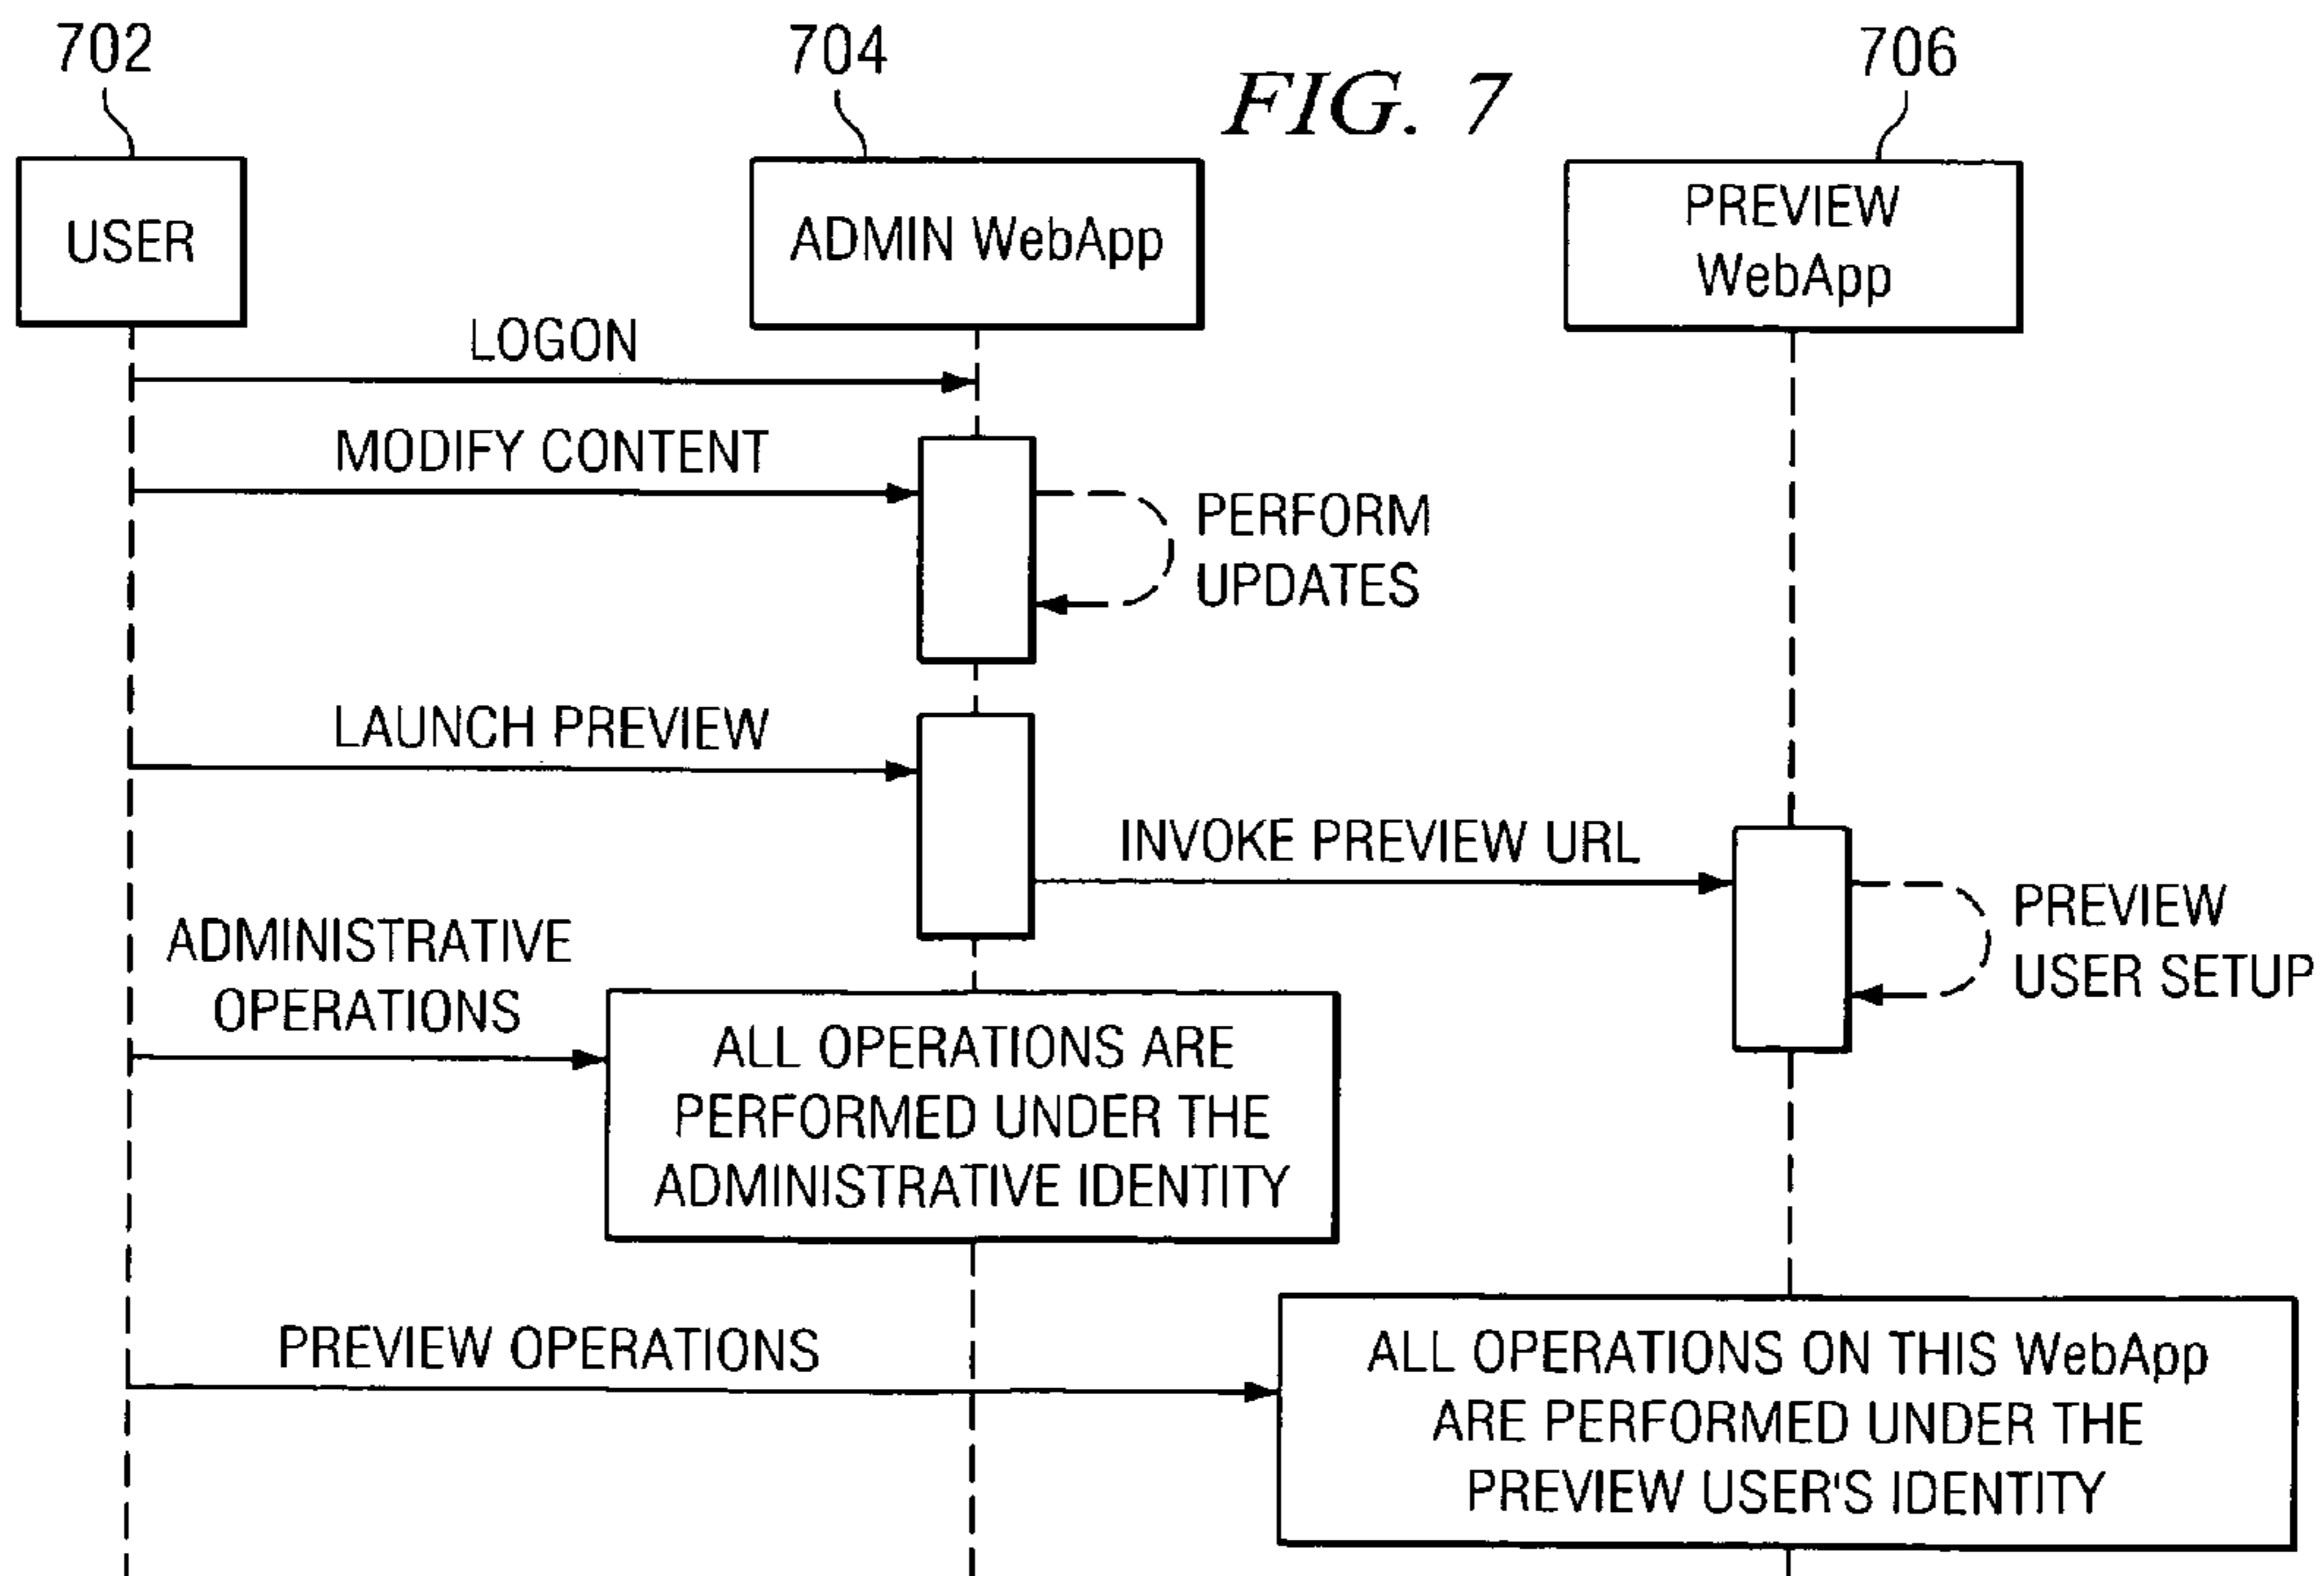 702
704
706
FIG. 7
USER
ADMIN WebApp
PREVIEW
WebApp
LOGON
MODIFY CONTENT
PERFORM
UPDATES
LAUNCH PREVIEW
INVOKE PREVIEW URL
PREVIEW
USER SETUP
ADMINISTRATIVE
OPERATIONS
ALL OPERATIONS ARE
PERFORMED UNDER THE
ADMINISTRATIVE IDENTITY
PREVIEW OPERATIONS
ALL OPERATIONS ON THIS WebApp
ARE PERFORMED UNDER THE
PREVIEW USER'S IDENTITY